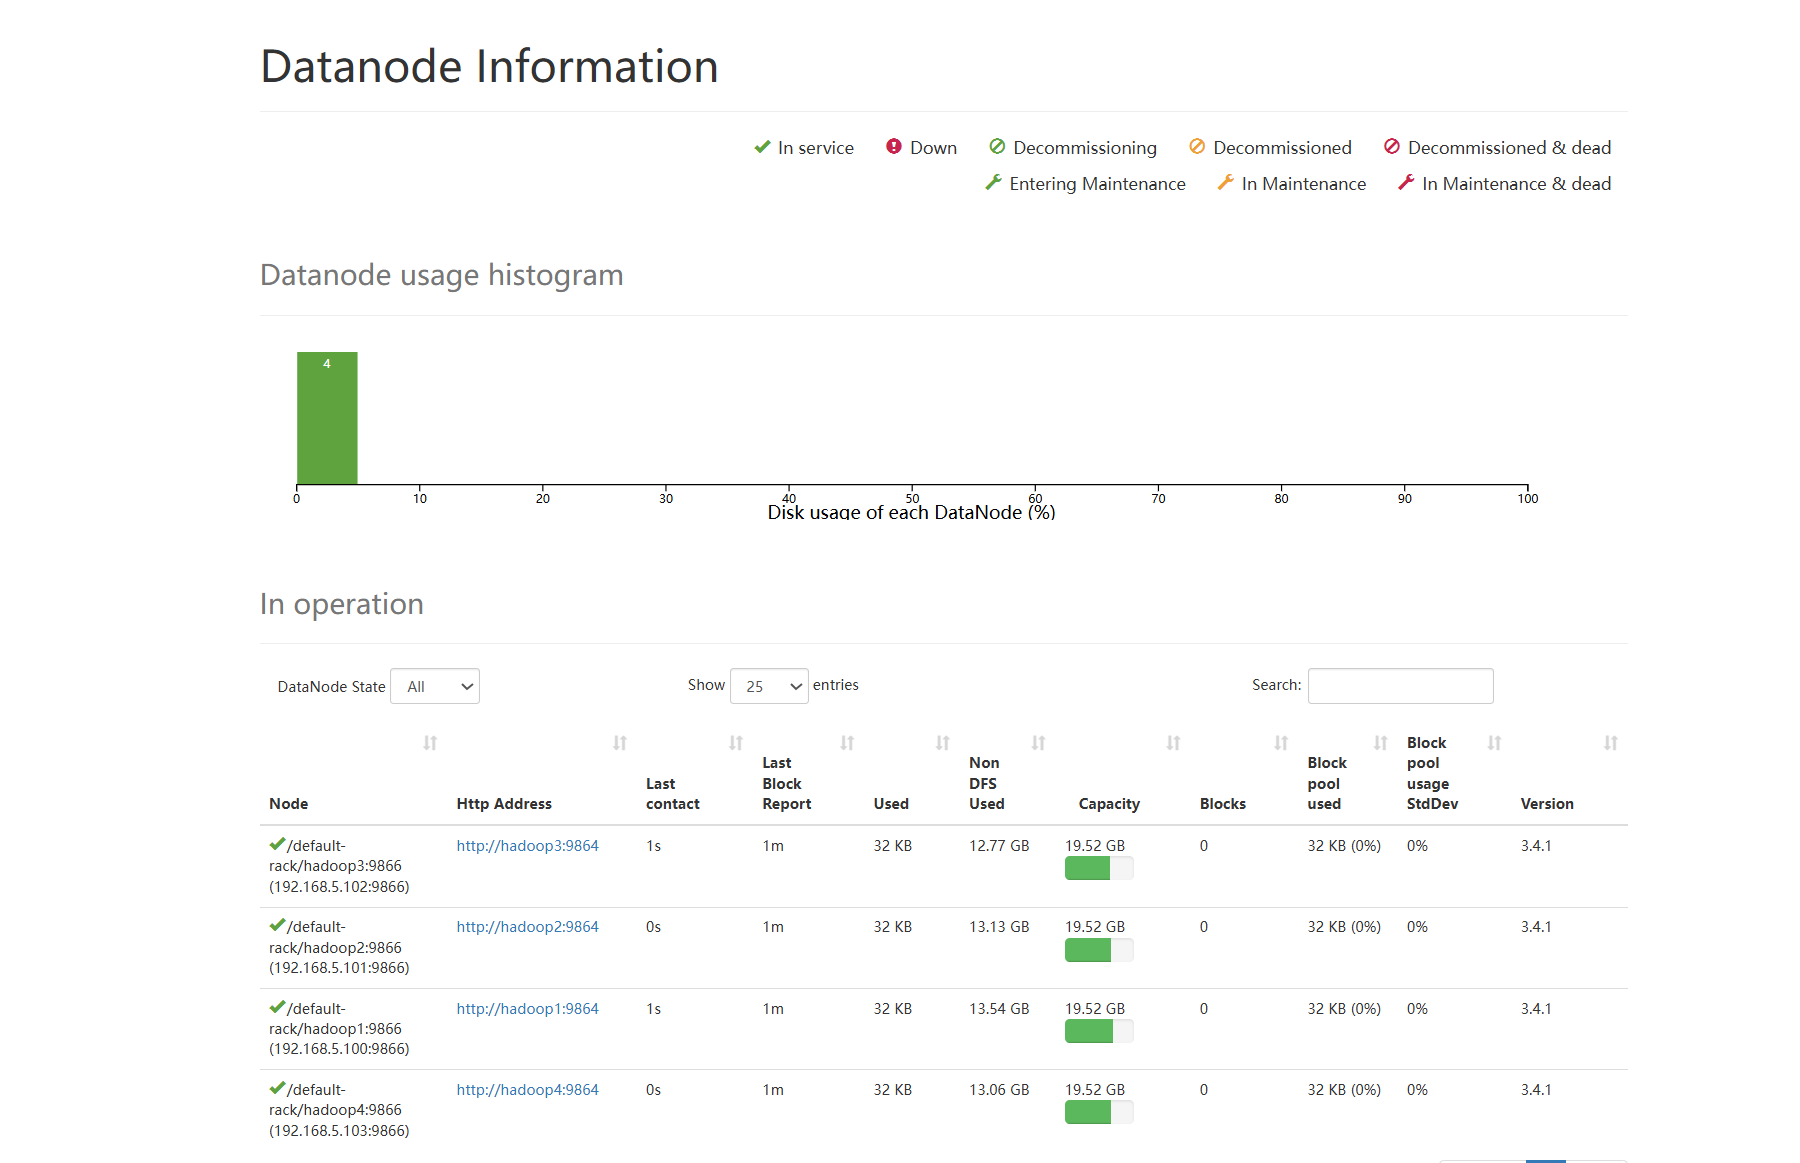 Datanode Information
In service Down Decommissioning Decommissioned Decommissioned & dead
Entering Maintenance In Maintenance In Maintenance & dead
Datanode usage histogram
4
0 10 20 30 40 50 60 70 80 90 100
Disk usage of each DataNode (%)
In operation
DataNode State All Show 25 entries Search:
Node Http Address Last contact Last Block Report Used Non DFS Used Capacity Blocks Block pool used Block pool usage StdDev Version
/default-rack/hadoop3:9866 (192.168.5.102:9866) http://hadoop3:9864 1s 1m 32 KB 12.77 GB 19.52 GB 0 32 KB (0%) 0% 3.4.1
/default-rack/hadoop2:9866 (192.168.5.101:9866) http://hadoop2:9864 0s 1m 32 KB 13.13 GB 19.52 GB 0 32 KB (0%) 0% 3.4.1
/default-rack/hadoop1:9866 (192.168.5.100:9866) http://hadoop1:9864 1s 1m 32 KB 13.54 GB 19.52 GB 0 32 KB (0%) 0% 3.4.1
/default-rack/hadoop4:9866 (192.168.5.103:9866) http://hadoop4:9864 0s 1m 32 KB 13.06 GB 19.52 GB 0 32 KB (0%) 0% 3.4.1